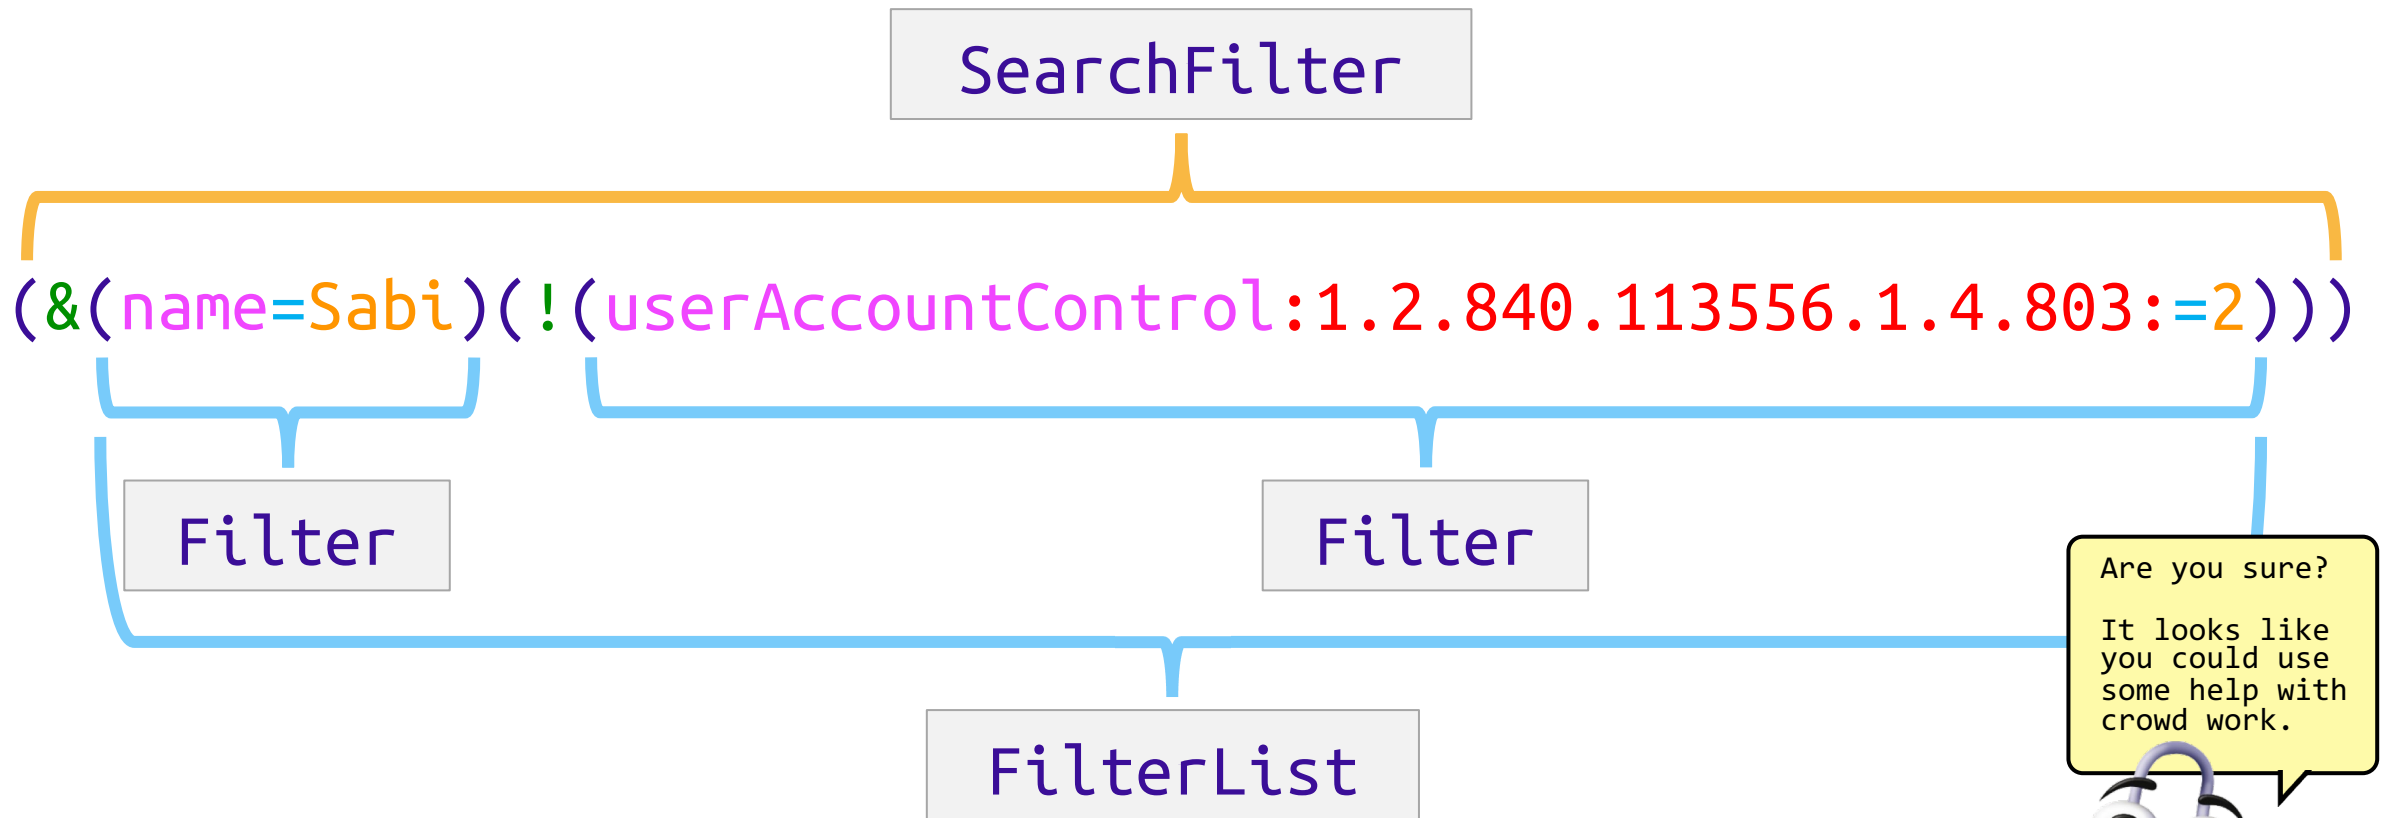 SearchFilter
(&(name=Sabi)(!(userAccountControl:1.2.840.113556.1.4.803:=2)))
Filter
Filter
Are you sure?
It looks like
you could use
some help with
crowd work.
FilterList